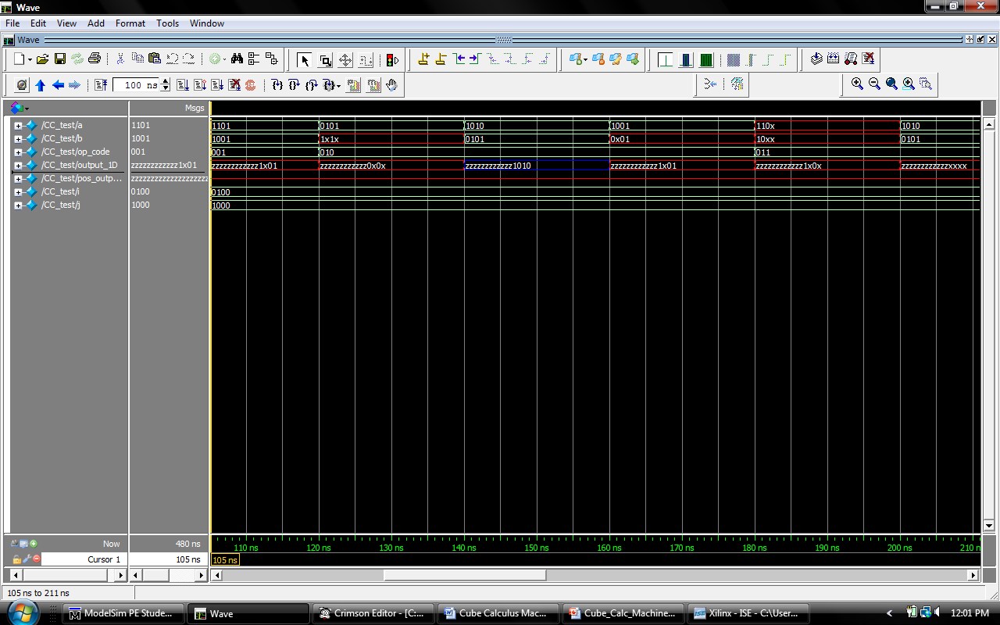 Wave
File Edit View Add Format Tools Window
Wave
100 ns
Msgs
/CC_test/a 1101 1101 0101 1010 1001 110x 1010
/CC_test/b 1001 1001 1x1x 0101 0x01 10xx 0101
/CC_test/op_code 001 001 010 011
/CC_test/output_1D zzzzzzzzzzzz1x01 zzzzzzzzzzzz1x01 zzzzzzzzzzzz0x0x zzzzzzzzzzzz1010 zzzzzzzzzzzz1x01 zzzzzzzzzzzz1x0x zzzzzzzzzzzzxxxx
/CC_test/pos_outp...
/CC_test/i 0100 0100
/CC_test/j 1000 1000
Now 480 ns 110 ns 120 ns 130 ns 140 ns 150 ns 160 ns 170 ns 180 ns 190 ns 200 ns 210 n
Cursor 1 105 ns 105 ns
105 ns to 211 ns
ModelSim PE Stude... Wave Crimson Editor - [C:... Cube Calculus Mac... Cube_Calc_Machine... Xilinx - ISE - C:\User... 12:01 PM